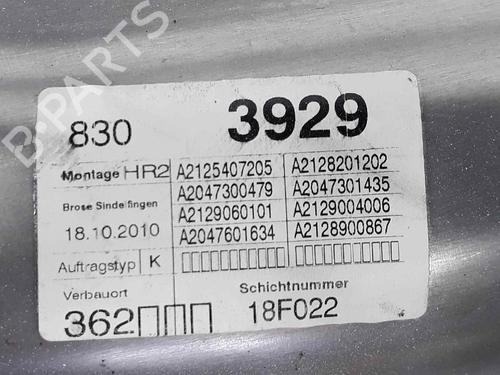 830 3929
Montage HR2 A2125407205 A2128201202
A2047300479 A2047301435
Brose Sindelfingen A2129060101 A2129004006
18.10.2010 A2047601634 A2128900867
Auftragstyp K
Verbauort Schichtnummer
362 18F022
B-PARTS